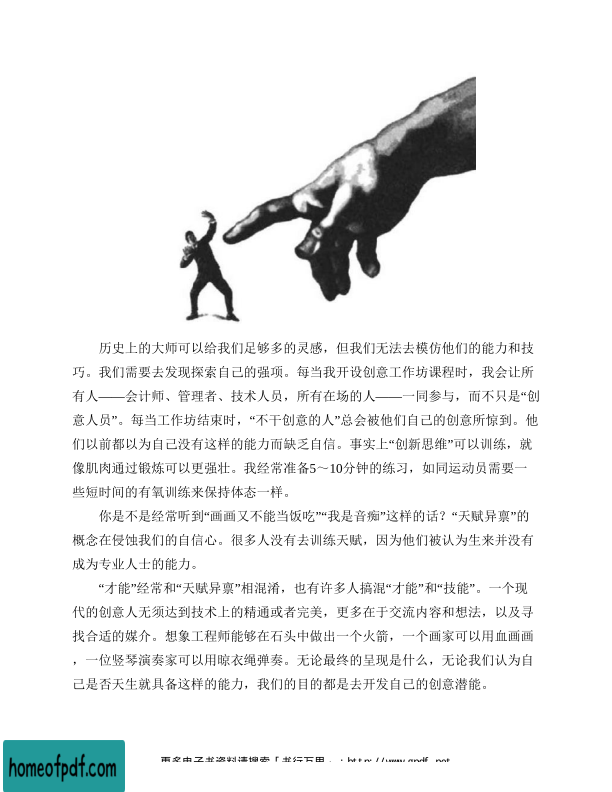 历史上的大师可以给我们足够多的灵感，但我们无法去模仿他们的能力和技
巧。我们需要去发现探索自己的强项。每当我开设创意工作坊课程时，我会让所
有人——会计师、管理者、技术人员，所有在场的人——一同参与，而不只是“创
意人员”。每当工作坊结束时，“不干创意的人”总会被他们自己的创意所惊到。他
们以前都以为自己没有这样的能力而缺乏自信。事实上“创新思维”可以训练，就
像肌肉通过锻炼可以更强壮。我经常准备5～10分钟的练习，如同运动员需要一
些短时间的有氧训练来保持体态一样。
你是不是经常听到“画画又不能当饭吃”“我是音痴”这样的话？“天赋异禀”的
概念在侵蚀我们的自信心。很多人没有去训练天赋，因为他们被认为生来并没有
成为专业人士的能力。
“才能”经常和“天赋异禀”相混淆，也有许多人搞混“才能”和“技能”。一个现
代的创意人无须达到技术上的精通或者完美，更多在于交流内容和想法，以及寻
找合适的媒介。想象工程师能够在石头中做出一个火箭，一个画家可以用血画画
，一位竖琴演奏家可以用晾衣绳弹奏。无论最终的呈现是什么，无论我们认为自
己是否天生就具备这样的能力，我们的目的都是去开发自己的创意潜能。
homeofpdf.com